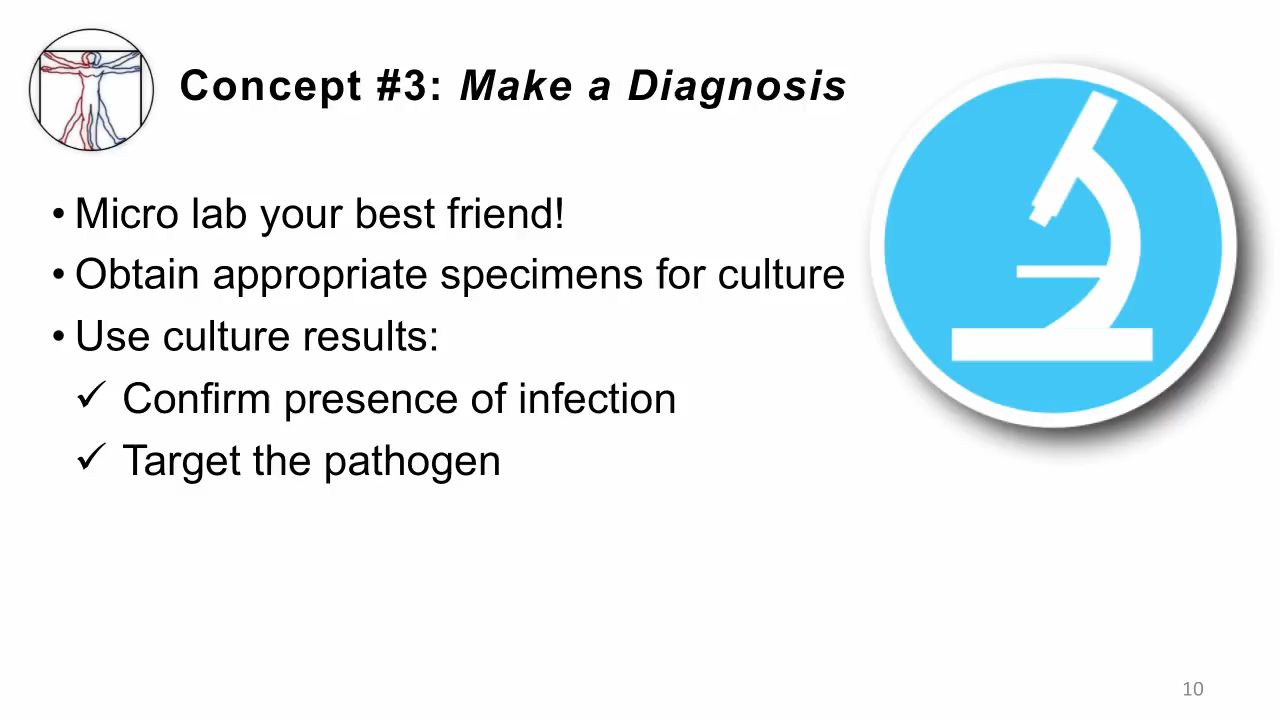 Concept #3: Make a Diagnosis
• Micro lab your best friend!
• Obtain appropriate specimens for culture
• Use culture results:
✓ Confirm presence of infection
✓ Target the pathogen
10